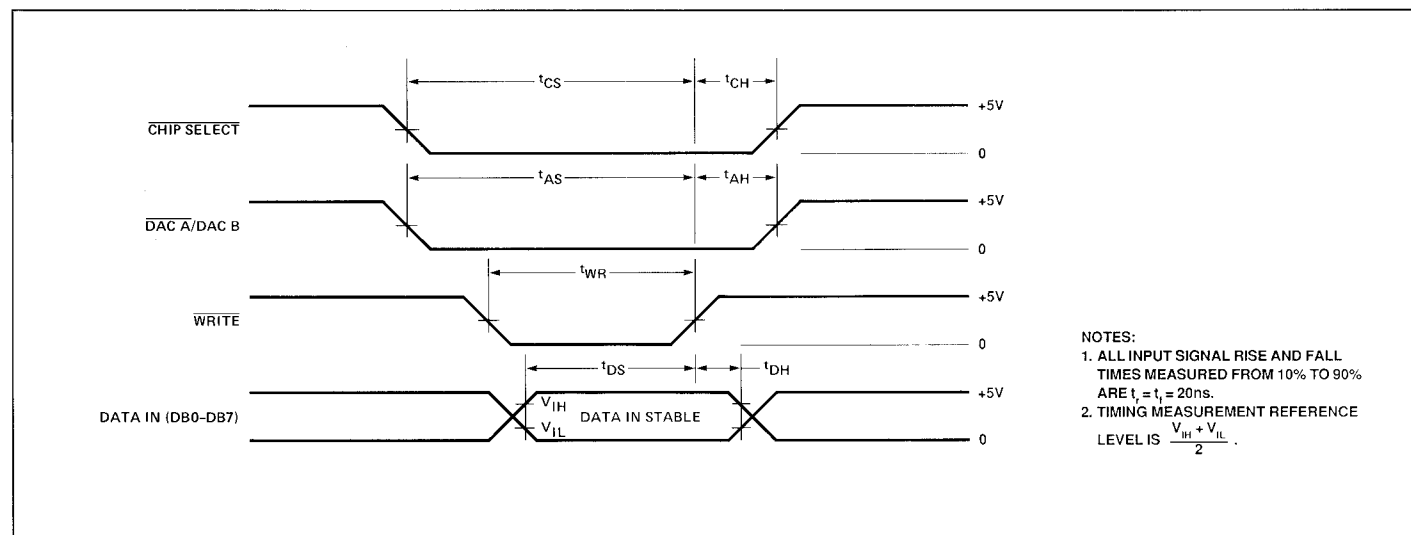 tCS
tCH
CHIP SELECT
+5V
0
tAS
tAH
DAC A/DAC B
+5V
0
tWR
WRITE
+5V
0
tDS
tDH
DATA IN (DB0–DB7)
VIH
VIL
DATA IN STABLE
+5V
0
NOTES:
1. ALL INPUT SIGNAL RISE AND FALL
TIMES MEASURED FROM 10% TO 90%
ARE tr = tf = 20ns.
2. TIMING MEASUREMENT REFERENCE
LEVEL IS (VIH + VIL)/2 .